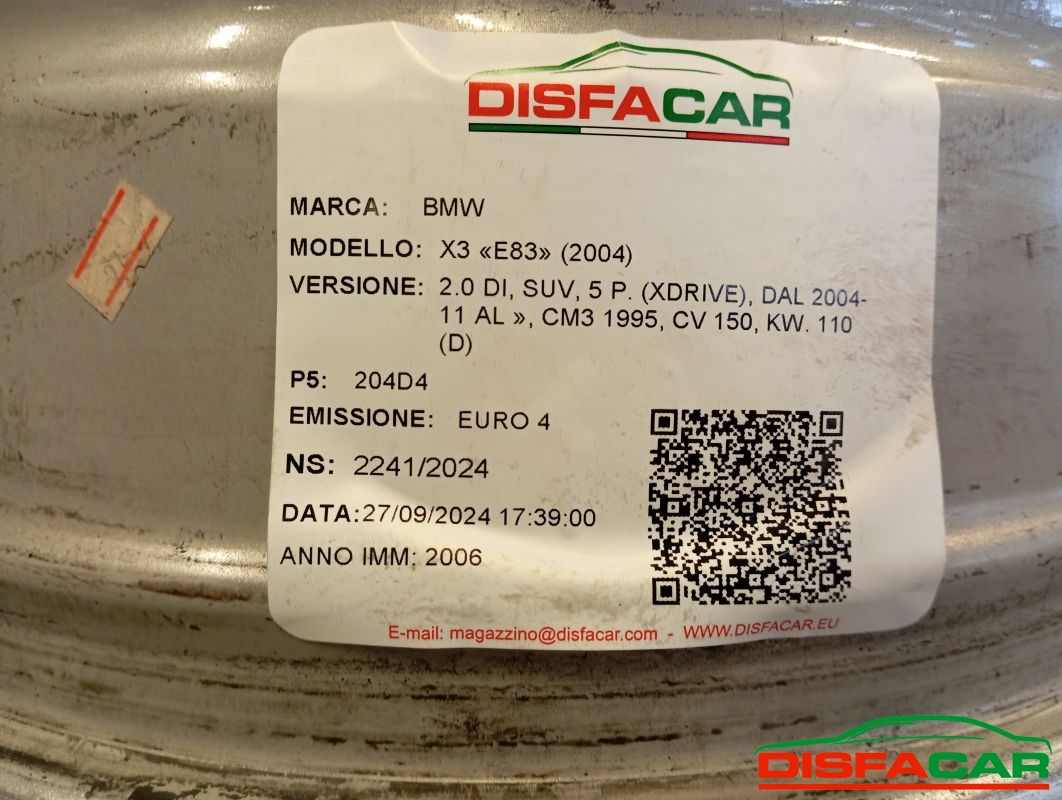 DISFACAR
MARCA: BMW
MODELLO: X3 «E83» (2004)
VERSIONE: 2.0 DI, SUV, 5 P. (XDRIVE), DAL 2004-
11 AL », CM3 1995, CV 150, KW. 110
(D)
P5: 204D4
EMISSIONE: EURO 4
NS: 2241/2024
DATA:27/09/2024 17:39:00
ANNO IMM: 2006
E-mail: magazzino@disfacar.com - WWW.DISFACAR.EU
DISFACAR